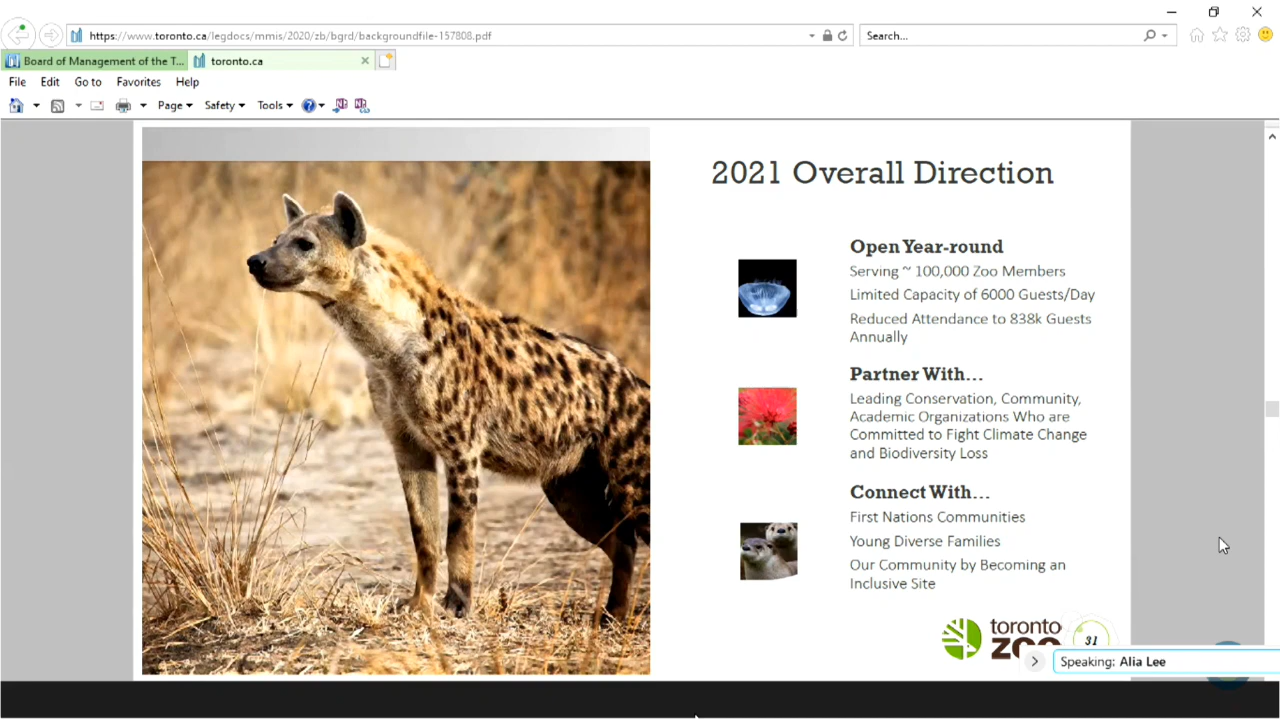 https://www.toronto.ca/legdocs/mmis/2020/zb/bgrd/backgroundfile-157808.pdf
Search...
Board of Management of the T...
toronto.ca
File Edit Go to Favorites Help
Page Safety Tools
2021 Overall Direction
Open Year-round
Serving ~ 100,000 Zoo Members
Limited Capacity of 6000 Guests/Day
Reduced Attendance to 838k Guests
Annually
Partner With...
Leading Conservation, Community,
Academic Organizations Who are
Committed to Fight Climate Change
and Biodiversity Loss
Connect With...
First Nations Communities
Young Diverse Families
Our Community by Becoming an
Inclusive Site
toronto
ZOO
31
Speaking: Alia Lee